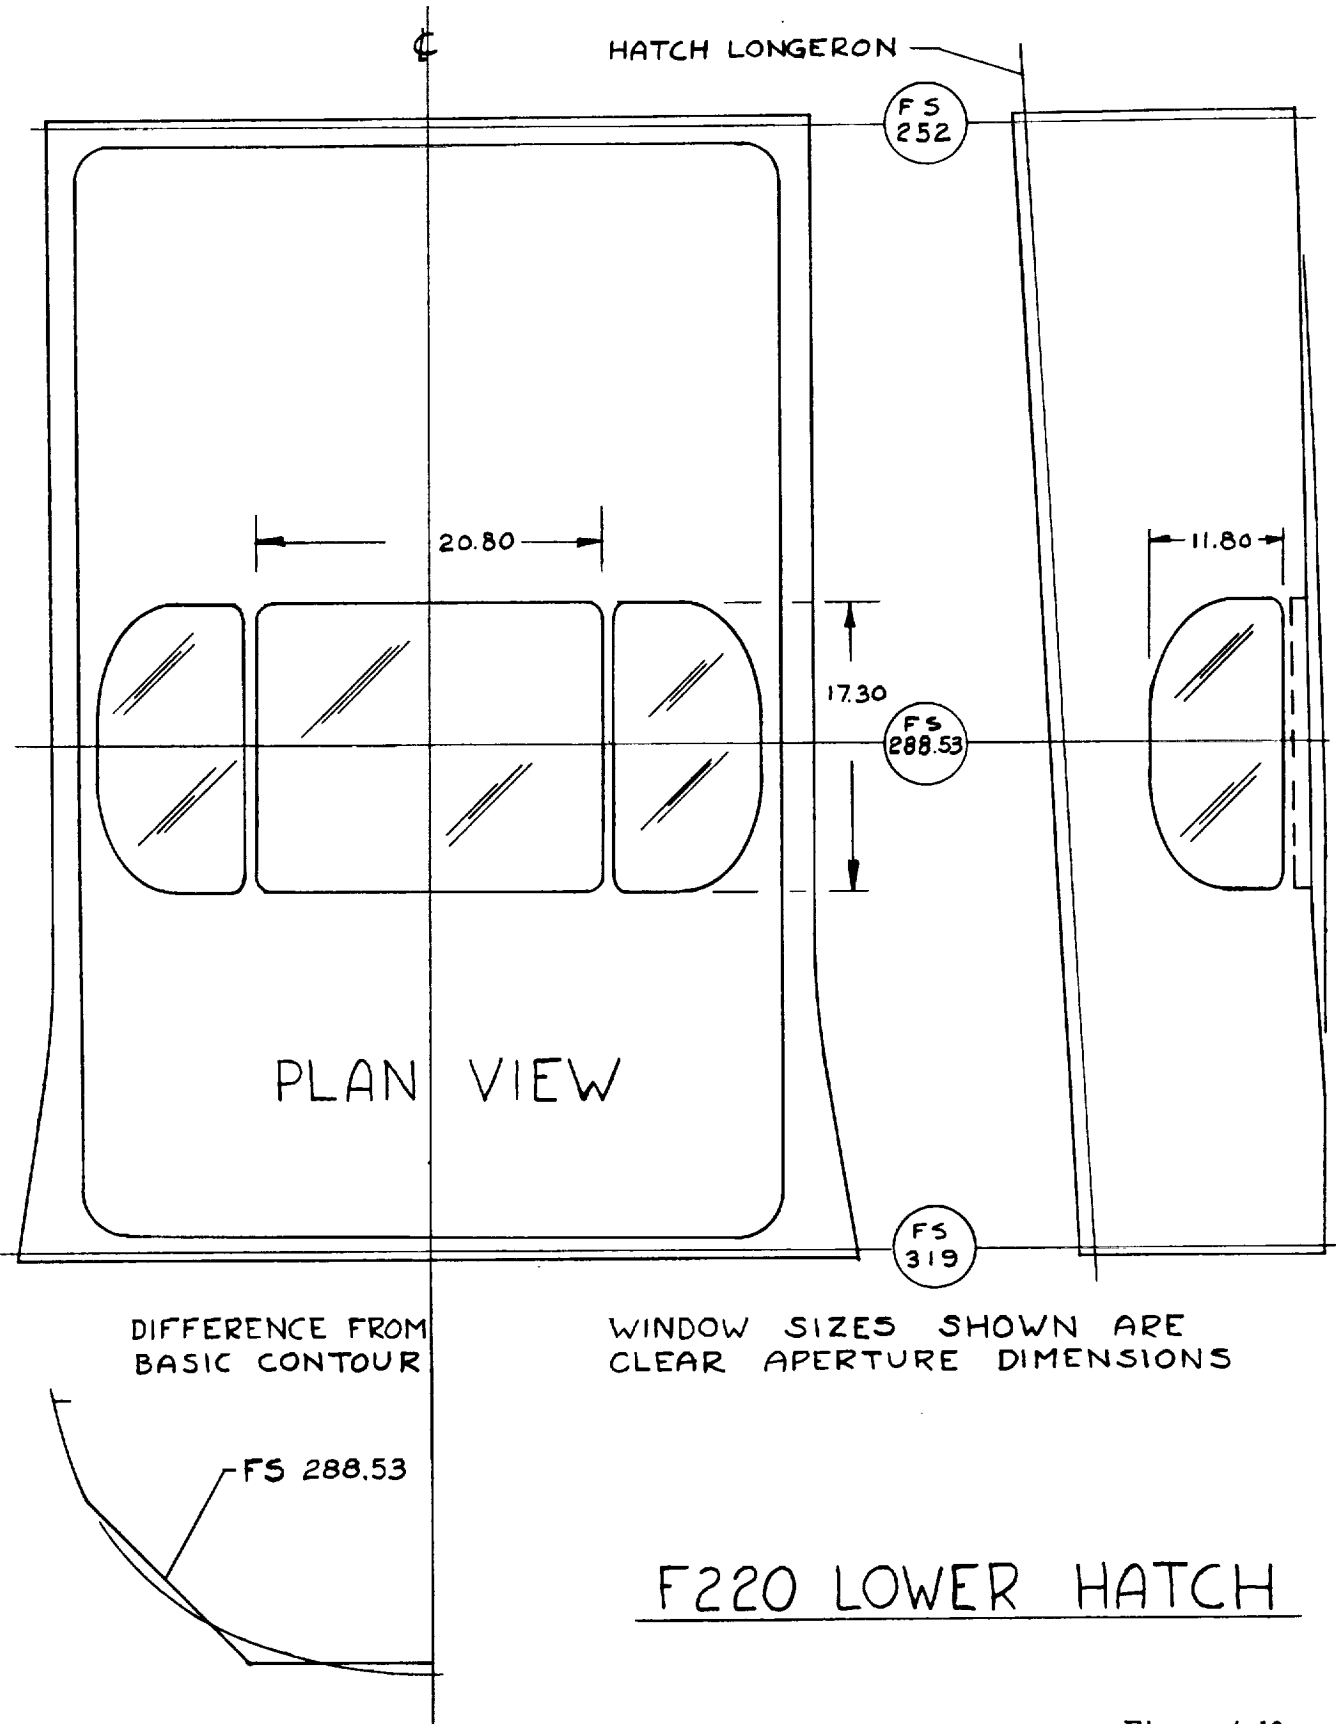 ℄
HATCH LONGERON
FS
252
20.80
11.80
17.30
FS
288.53
PLAN VIEW
FS
319
DIFFERENCE FROM
BASIC CONTOUR
WINDOW SIZES SHOWN ARE
CLEAR APERTURE DIMENSIONS
FS 288.53
F220 LOWER HATCH